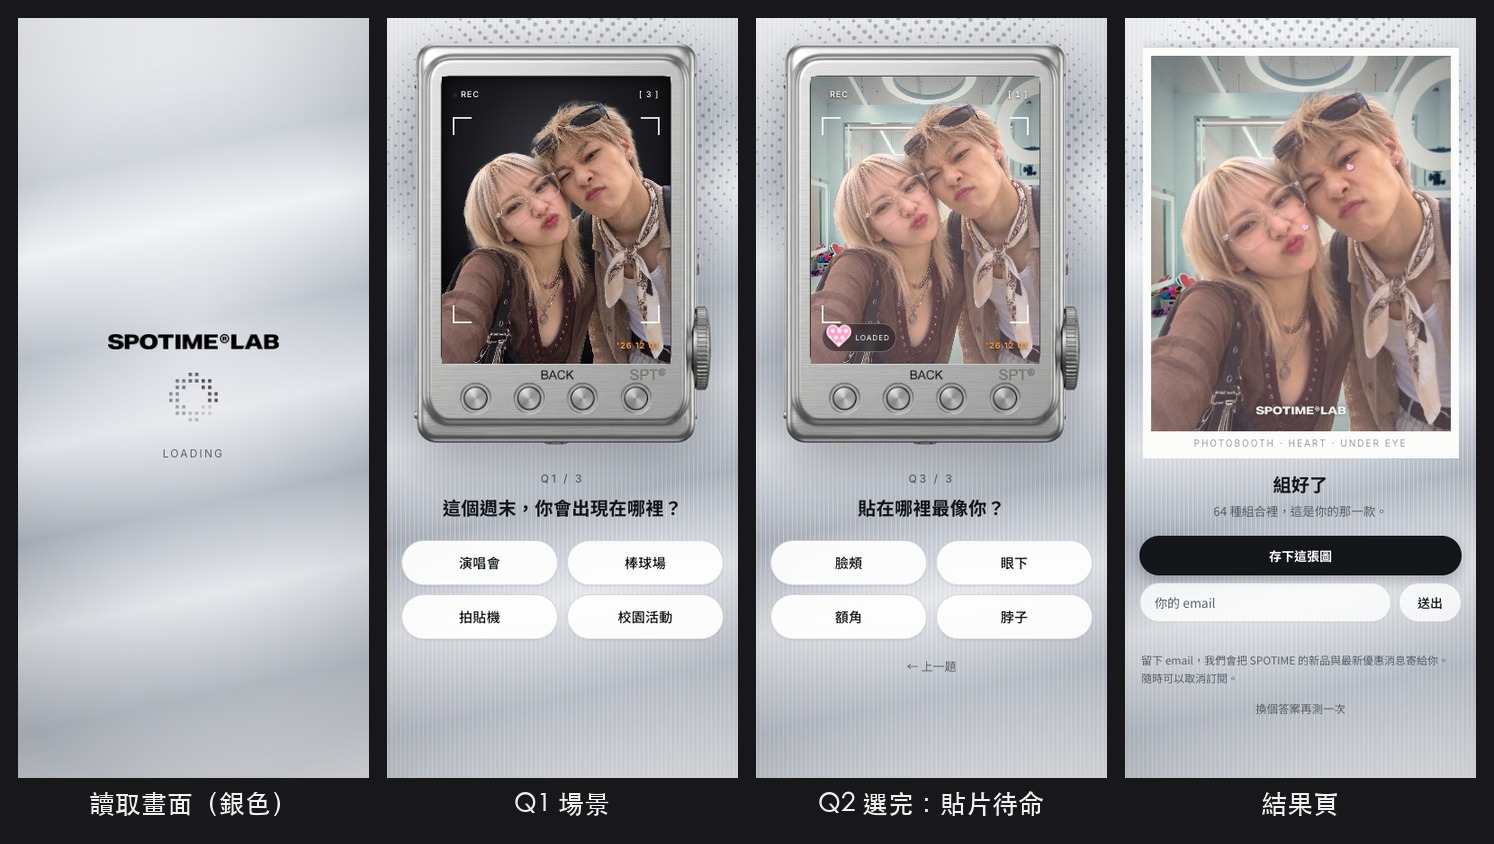 SPOTIME®LAB
LOADING
讀取畫面（銀色）
REC
[ 3 ]
'26 12
BACK
SPT®
Q1 / 3
這個週末，你會出現在哪裡？
演唱會
棒球場
拍貼機
校園活動
Q1 場景
REC
[ 1 ]
LOADED
'26 12
BACK
SPT®
Q3 / 3
貼在哪裡最像你？
臉頰
眼下
額角
脖子
← 上一題
Q2 選完：貼片待命
SPOTIME®LAB
PHOTOBOOTH · HEART · UNDER EYE
組好了
64 種組合裡，這是你的那一款。
存下這張圖
你的 email
送出
留下 email，我們會把 SPOTIME 的新品與最新優惠消息寄給你。
隨時可以取消訂閱。
換個答案再測一次
結果頁